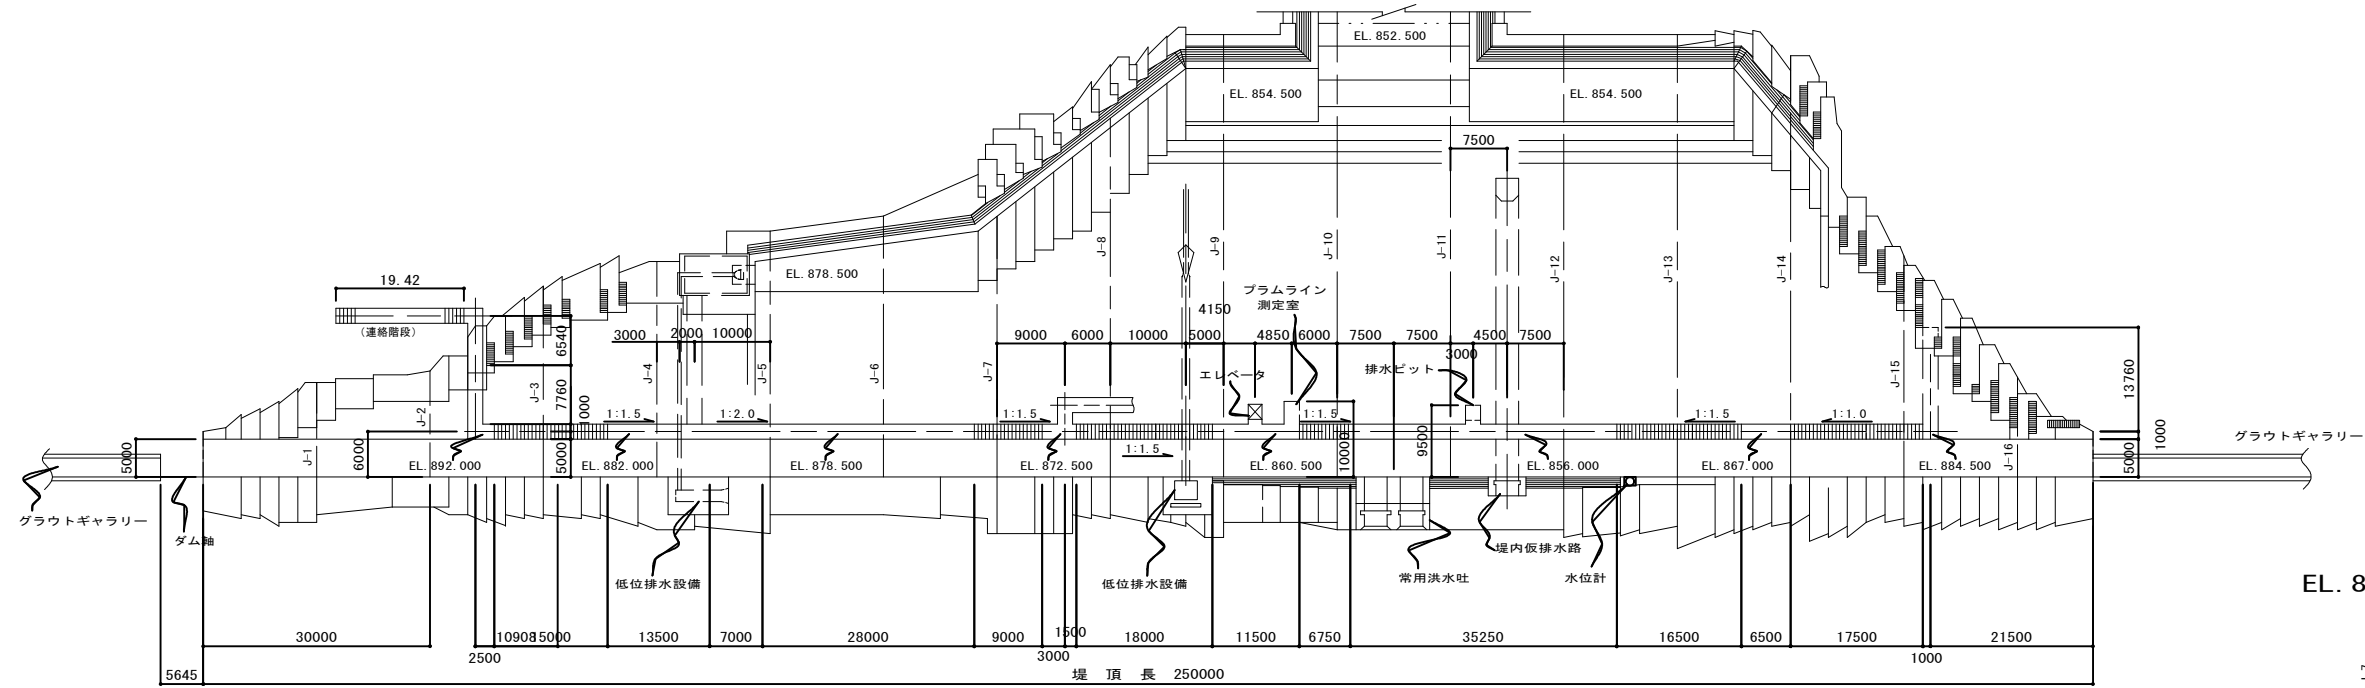 EL. 852.500
EL. 854.500
EL. 854.500
7500
J-8
J-9
J-10
J-11
J-12
J-13
J-14
19.42
(連絡階段)
EL. 878.500
プラムライン
測定室
4150
6540
3000
2000
10000
9000
6000
10000
5000
4850
6000
7500
7500
4500
7500
3000
J-3
J-4
J-5
J-6
J-7
エレベータ
排水ピット
J-15
13760
7760
1000
J-2
1:1.5
1:2.0
1:1.5
1:1.5
1:1.5
1:1.0
1:1.5
5000
J-1
6000
5000
10000
9500
J-16
5000
1000
グラウトギャラリー
EL. 892.000
EL. 882.000
EL. 878.500
EL. 872.500
EL. 860.500
EL. 856.000
EL. 867.000
EL. 884.500
グラウトギャラリー
ダム軸
低位排水設備
低位排水設備
常用洪水吐
堤内仮排水路
水位計
EL. 8
30000
2500
10908
15000
13500
7000
28000
9000
1500
3000
18000
11500
6750
35250
16500
6500
17500
1000
21500
5645
堤 頂 長 250000